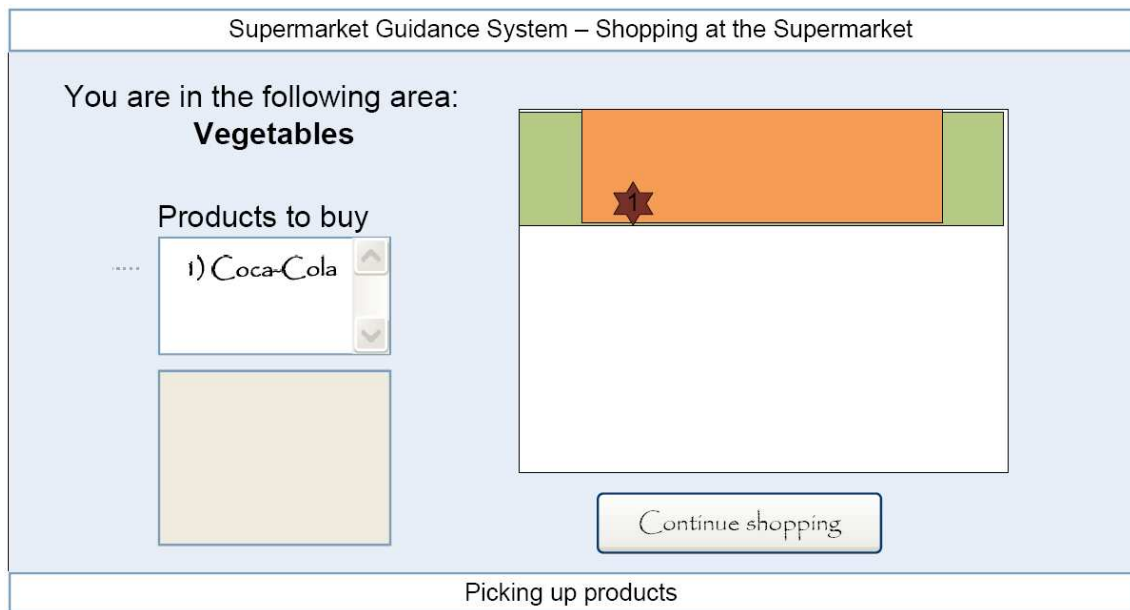 Supermarket Guidance System – Shopping at the Supermarket
You are in the following area:
Vegetables
Products to buy
1) Coca-Cola
1
Continue shopping
Picking up products